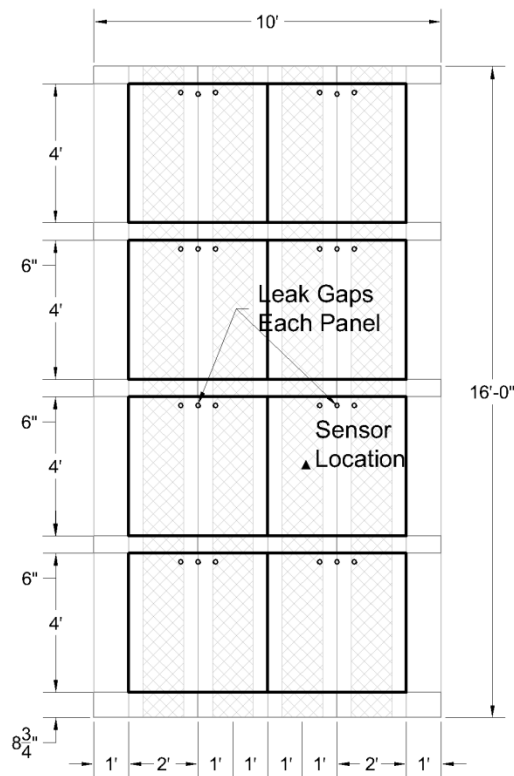 10'
4'
6"
4'
Leak Gaps
Each Panel
16'-0"
6"
4'
Sensor
Location
6"
4'
8 3/4"
1' 2' 1' 1' 1' 1' 2' 1'